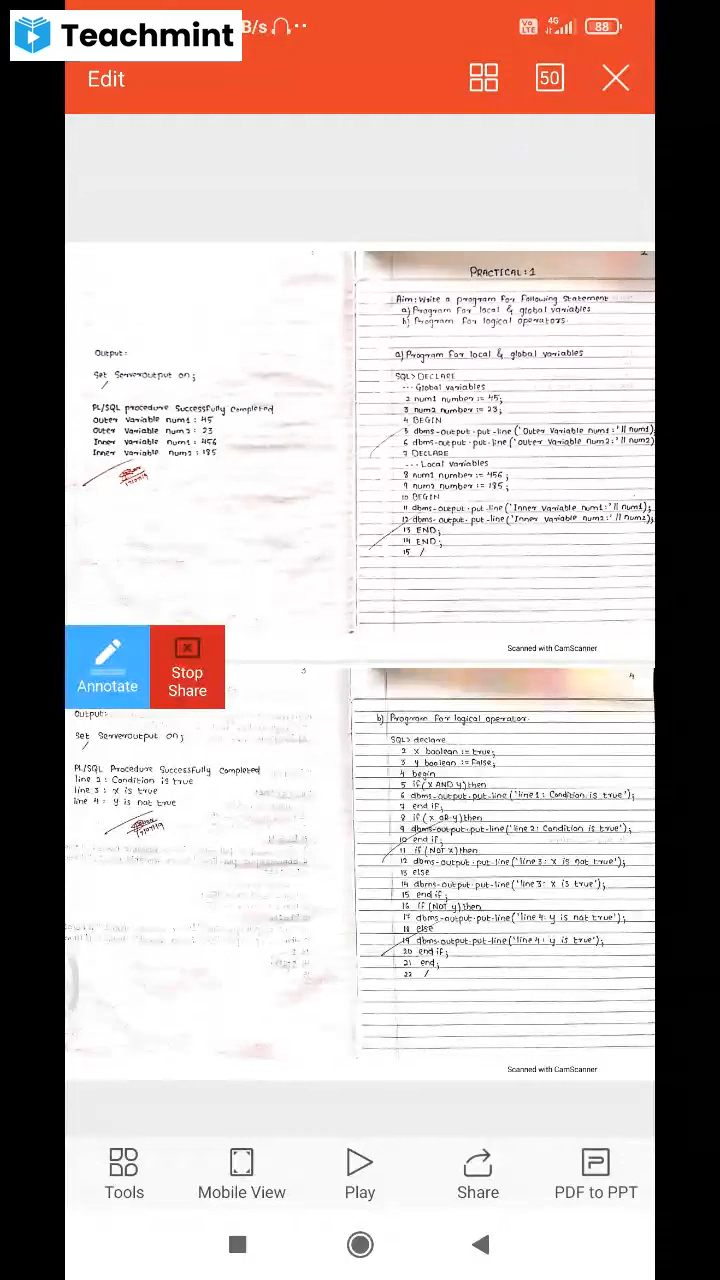 Teachmint
B/s
Vo LTE
4G
88
Edit
50
PRACTICAL:1
Aim: Write a program for following statement
a) Program for local & global variables
b) Program for logical operators.
Output:
Set Serveroutput on;
/
PL/SQL procedure Successfully Completed
Outer Variable num1 : 45
Outer Variable num2 : 23
Inner Variable num1 : 456
Inner Variable num2 : 185
a) Program for local & global variables
SQL> DECLARE
--- Global variables
2 num1 number := 45;
3 num2 number := 23;
4 BEGIN
5 dbms-output.put-line('Outer Variable num1:' || num1);
6 dbms-output.put-line('outer Variable num2:' || num2)
7 DECLARE
--- Local Variables
8 num1 number := 456;
9 num2 number := 185;
10 BEGIN
11 dbms-output.put-line('Inner Variable num1:' || num1);
12 dbms-output.put-line('Inner Variable num2:' || num2);
13 END;
14 END;
15 /
Scanned with CamScanner
Annotate
Stop Share
3
4
Output:
Set Serveroutput on;
/
PL/SQL Procedure Successfully Completed
line 2 : Condition is true
line 3 : x is true
line 4 : y is not true
b) Program for logical operator.
SQL> declare
2 x boolean := true;
3 y boolean := False;
4 begin
5 if (x AND y) then
6 dbms-output.put-line('line 1 : Condition is true');
7 end if;
8 if (x OR y) then
9 dbms-output.put-line('line 2: Condition is true');
10 end if;
11 if (NOT x) then
12 dbms-output.put-line('line 3: x is not true');
13 else
14 dbms-output.put-line('line 3: x is true');
15 end if;
16 if (NOT y) then
17 dbms-output.put-line('line 4: y is not true');
18 else
19 dbms-output.put-line('line 4: y is true');
20 end if;
21 end;
22 /
Scanned with CamScanner
Tools
Mobile View
Play
Share
PDF to PPT